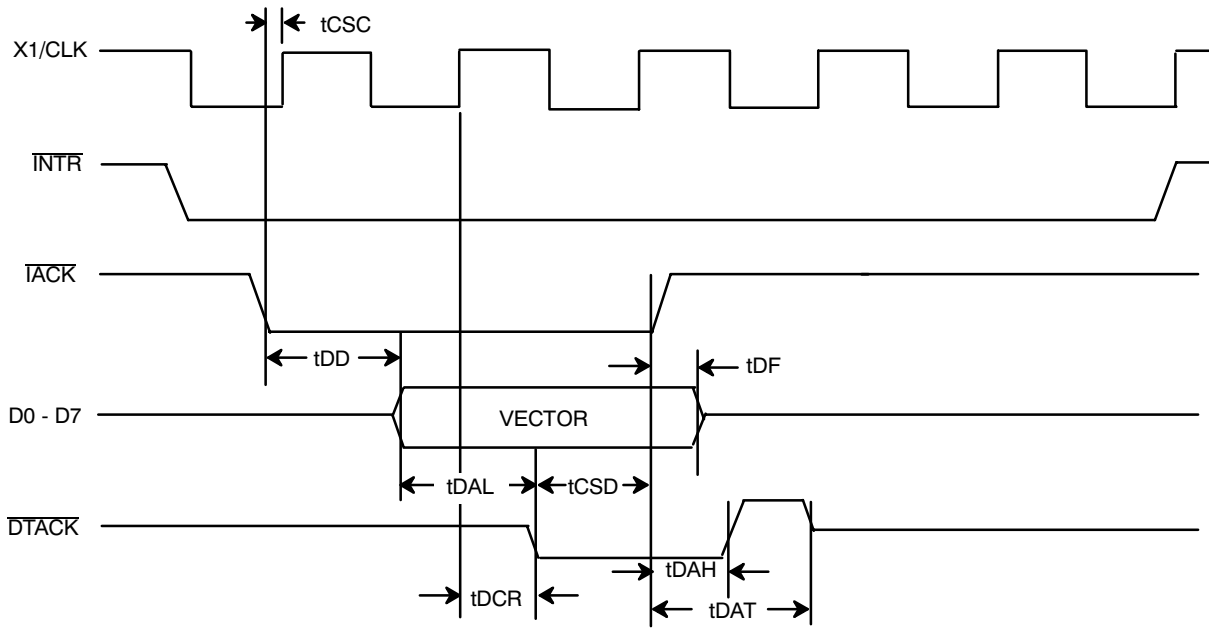 tCSC
X1/CLK
INTR
IACK
tDD
tDF
D0 - D7
VECTOR
tDAL
tCSD
DTACK
tDAH
tDCR
tDAT